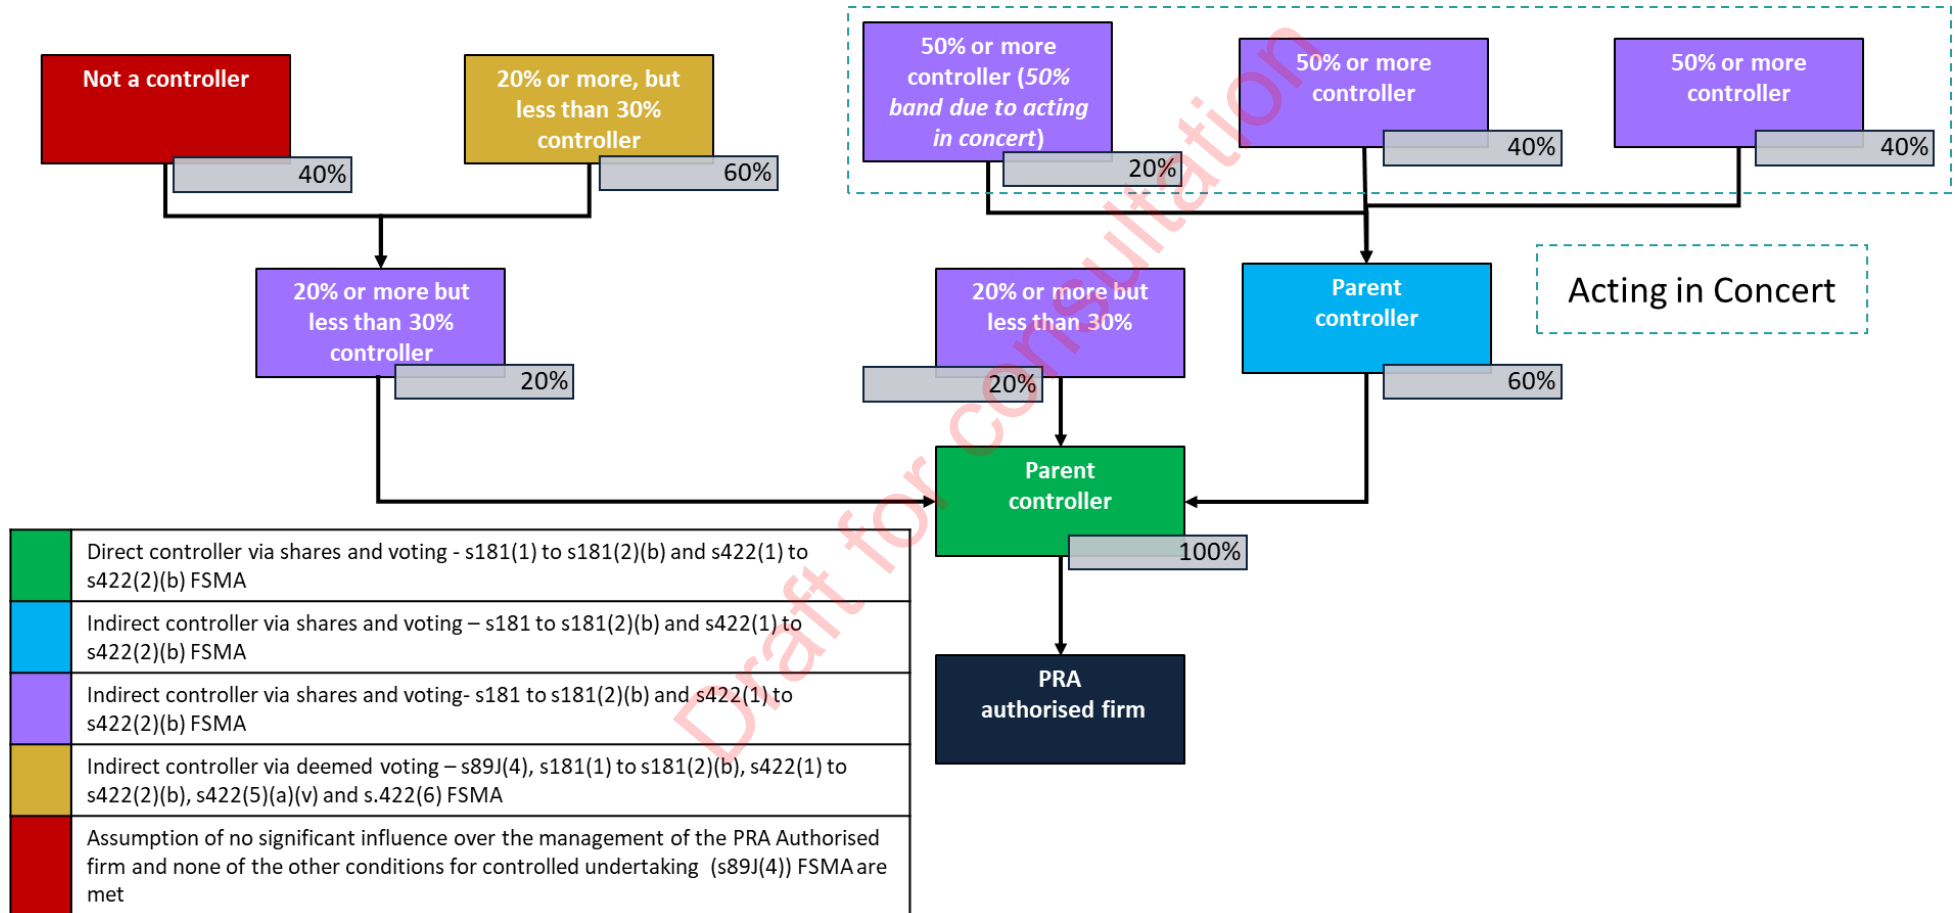 Not a controller
40%
20% or more, but
less than 30%
controller
60%
50% or more
controller (50%
band due to acting
in concert)
20%
50% or more
controller
40%
50% or more
controller
40%
20% or more but
less than 30%
controller
20%
20% or more but
less than 30%
20%
Parent
controller
60%
Acting in Concert
Parent
controller
100%
PRA
authorised firm
Direct controller via shares and voting - s181(1) to s181(2)(b) and s422(1) to
s422(2)(b) FSMA
Indirect controller via shares and voting – s181 to s181(2)(b) and s422(1) to
s422(2)(b) FSMA
Indirect controller via shares and voting- s181 to s181(2)(b) and s422(1) to
s422(2)(b) FSMA
Indirect controller via deemed voting – s89J(4), s181(1) to s181(2)(b), s422(1) to
s422(2)(b), s422(5)(a)(v) and s.422(6) FSMA
Assumption of no significant influence over the management of the PRA Authorised
firm and none of the other conditions for controlled undertaking (s89J(4)) FSMA are
met
Draft for consultation